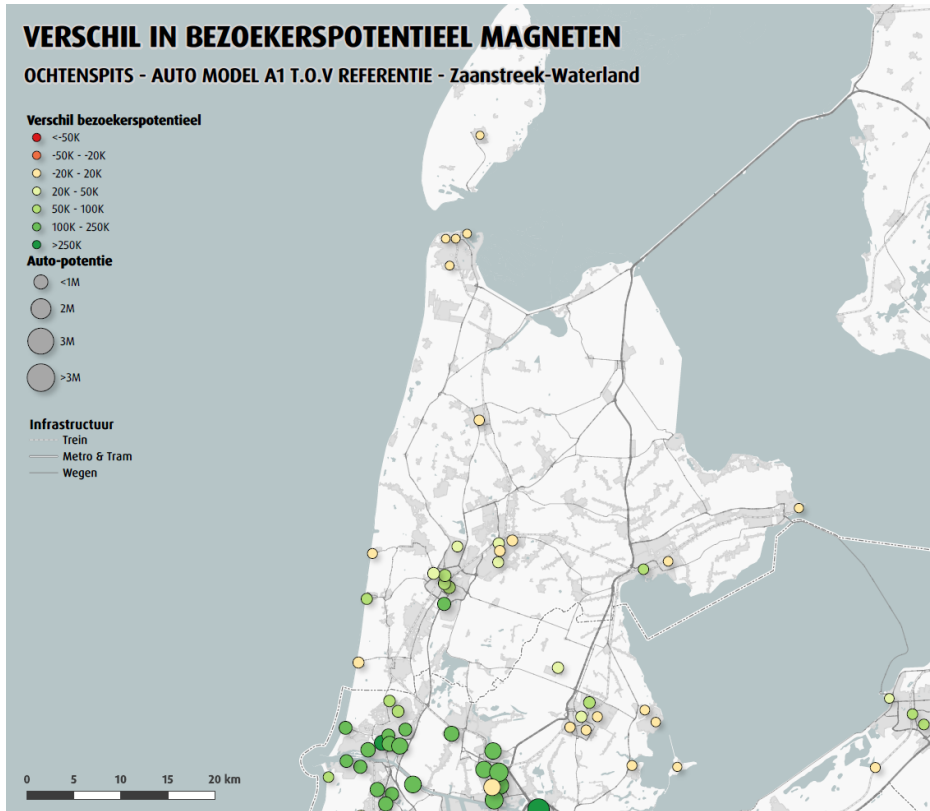 VERSCHIL IN BEZOEKERSPOTENTIEEL MAGNETEN
OCHTENSPITS - AUTO MODEL A1 T.O.V REFERENTIE - Zaanstreek-Waterland
Verschil bezoekerspotentieel
<-50K
-50K - -20K
-20K - 20K
20K - 50K
50K - 100K
100K - 250K
>250K
Auto-potentie
<1M
2M
3M
>3M
Infrastructuur
Trein
Metro & Tram
Wegen
0 5 10 15 20 km